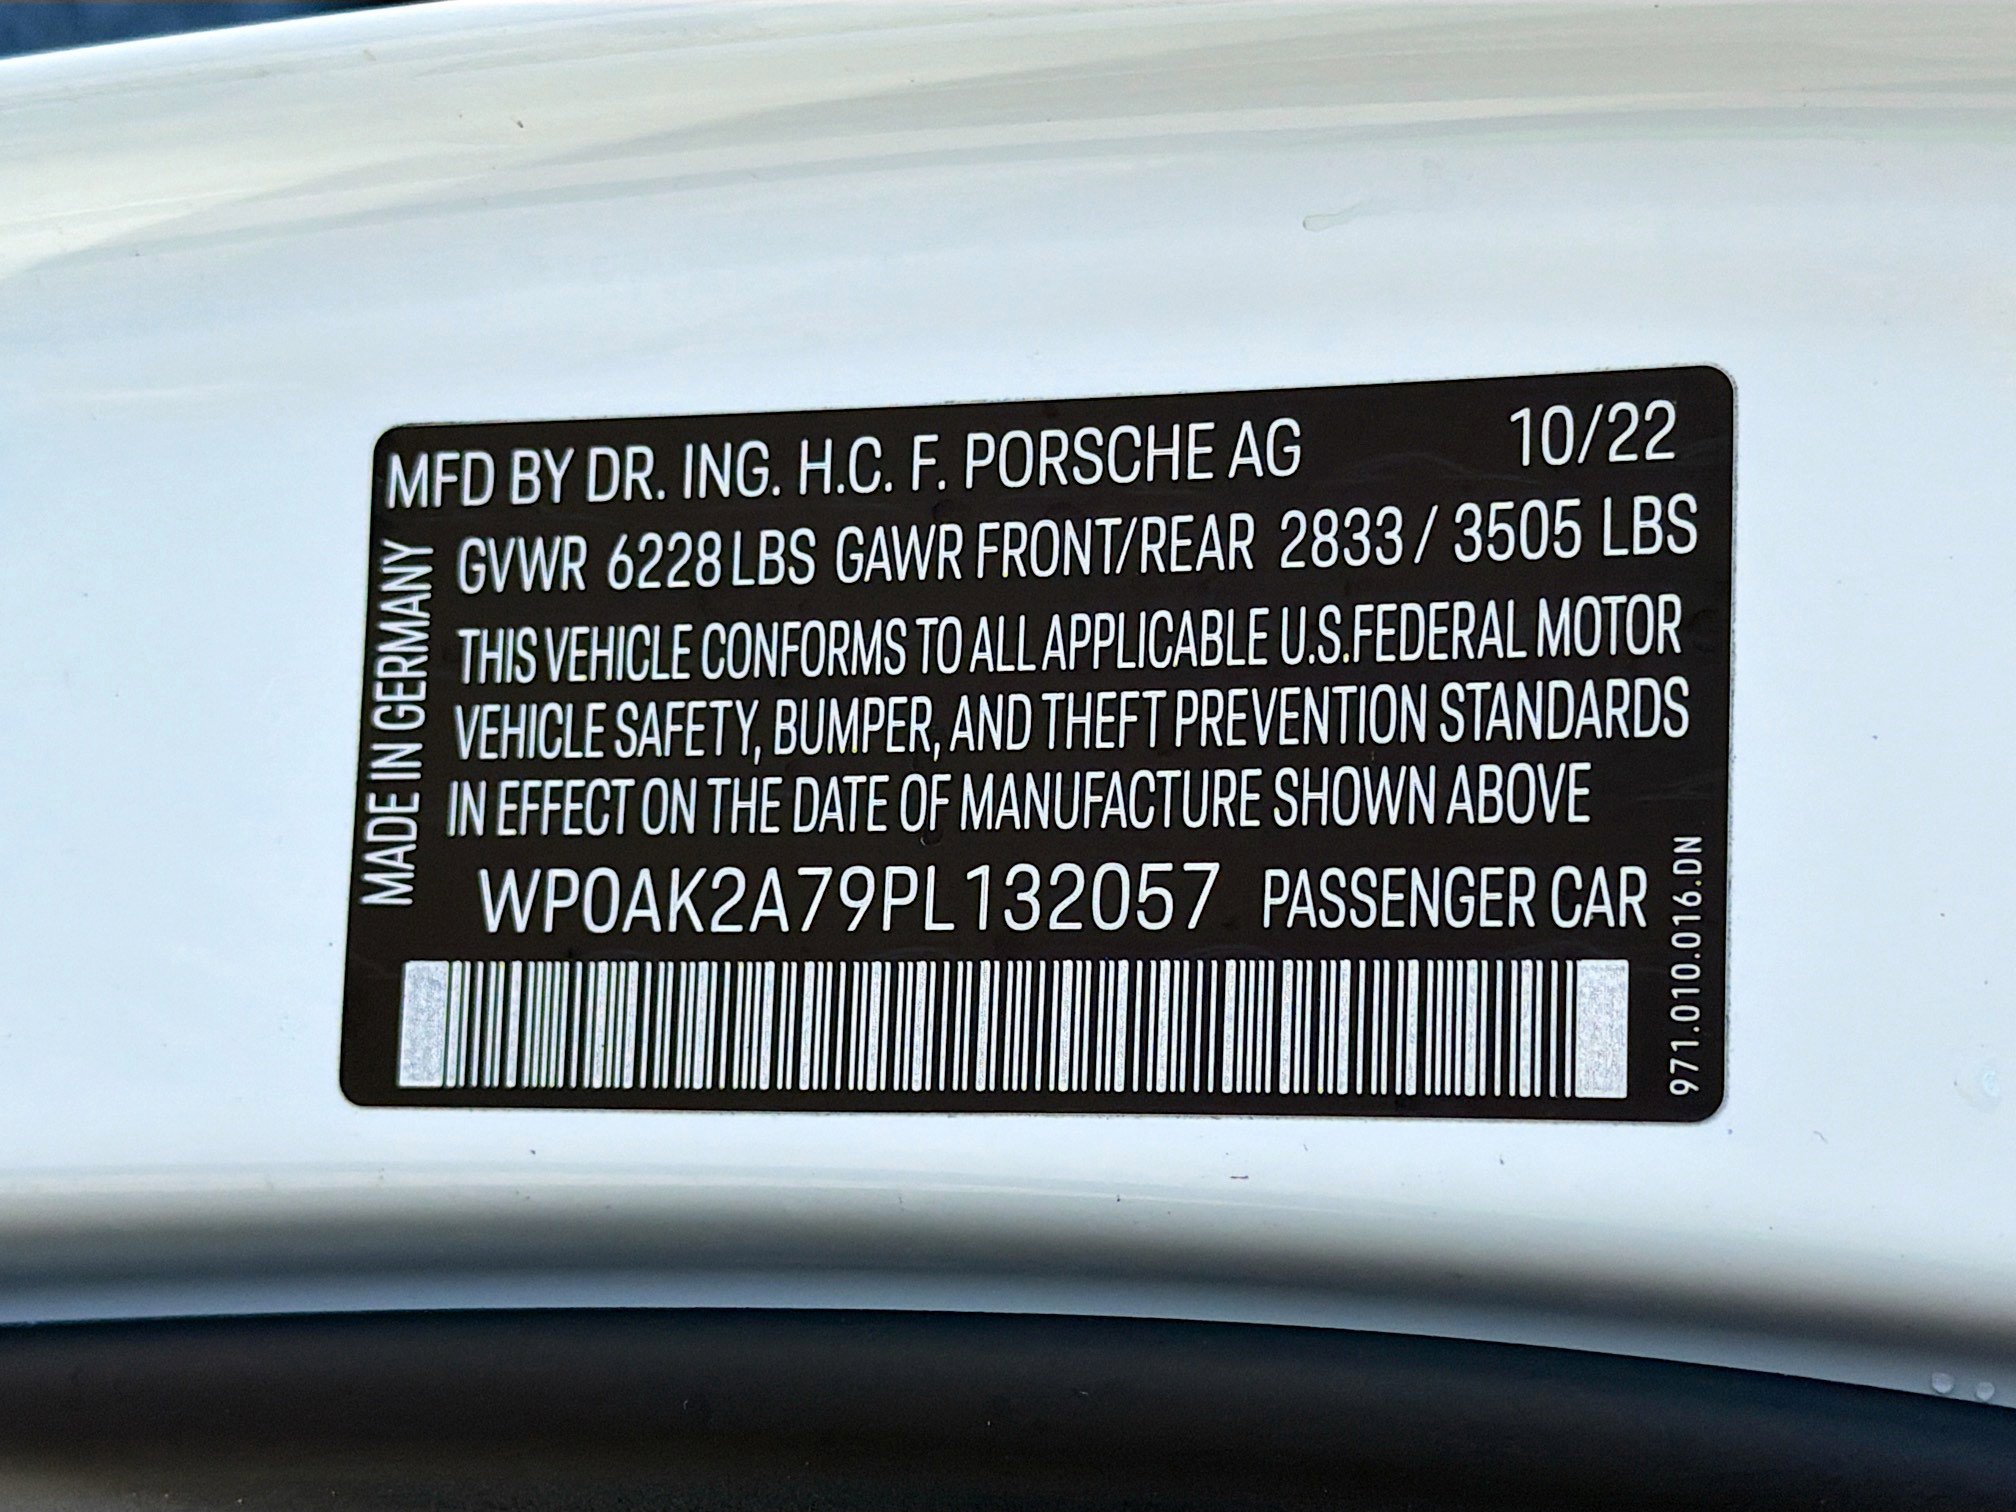 MFD BY DR. ING. H.C. F. PORSCHE AG 10/22
GVWR 6228 LBS GAWR FRONT/REAR 2833 / 3505 LBS
THIS VEHICLE CONFORMS TO ALL APPLICABLE U.S.FEDERAL MOTOR
VEHICLE SAFETY, BUMPER, AND THEFT PREVENTION STANDARDS
IN EFFECT ON THE DATE OF MANUFACTURE SHOWN ABOVE
WP0AK2A79PL132057 PASSENGER CAR
MADE IN GERMANY
971.010.016.DN